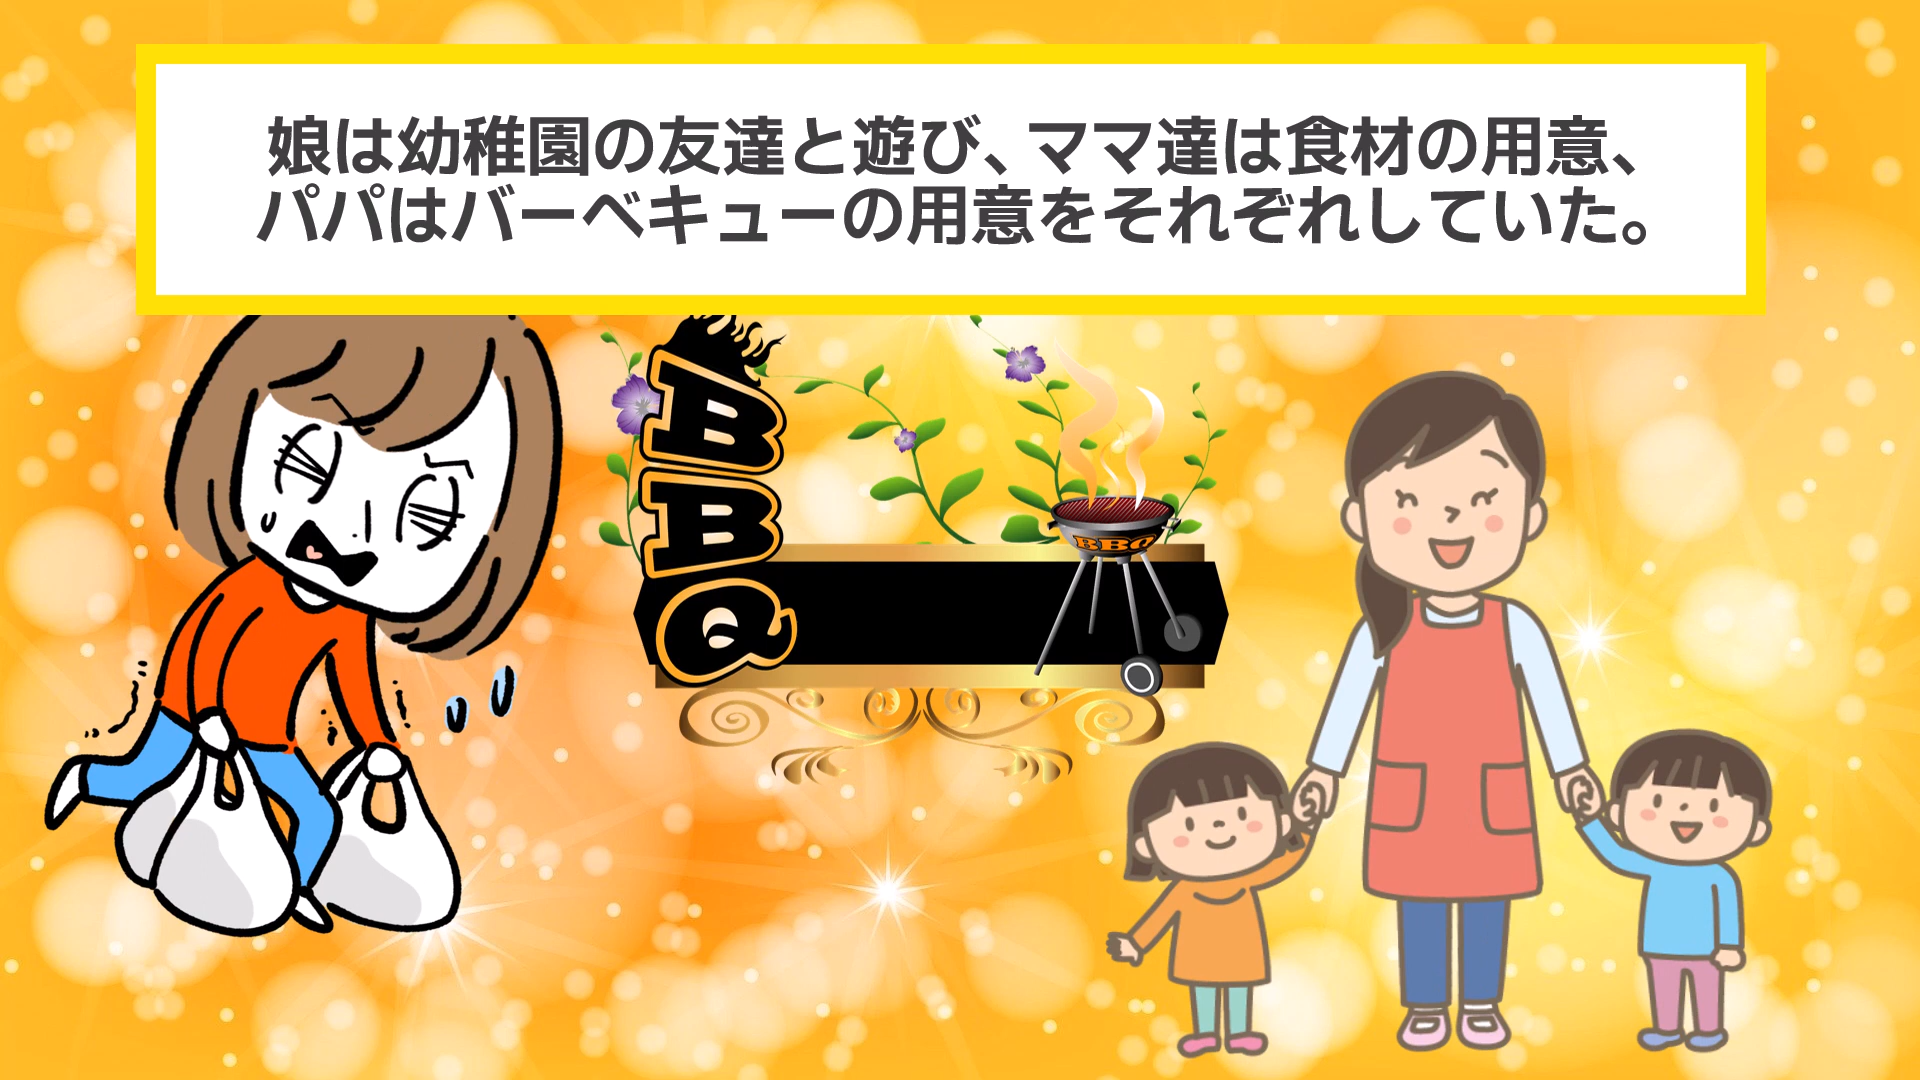 娘は幼稚園の友達と遊び、ママ達は食材の用意、
パパはバーベキューの用意をそれぞれしていた。
BBQ
BBQ